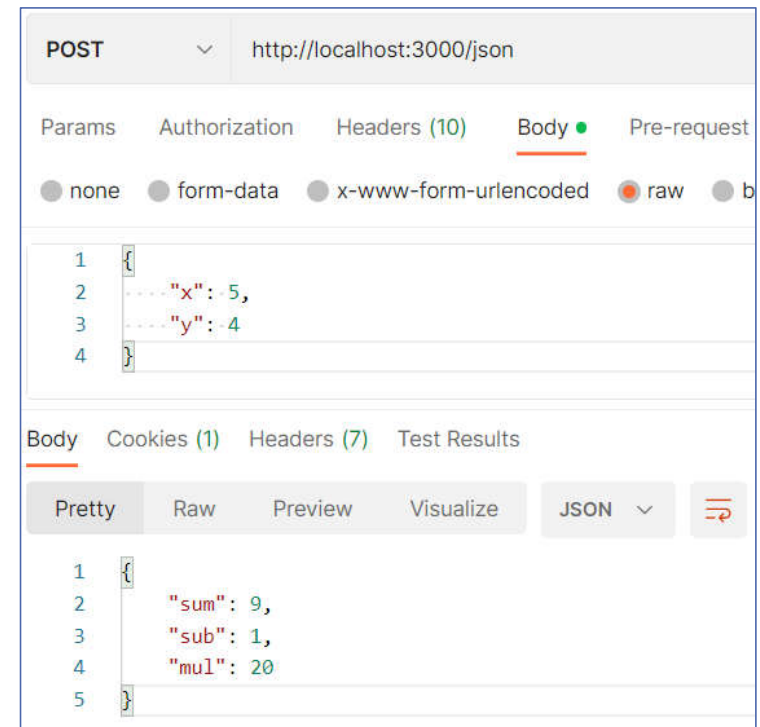 POST http://localhost:3000/json
Params Authorization Headers (10) Body Pre-request
none form-data x-www-form-urlencoded raw b
1 {
2 "x": 5,
3 "y": 4
4 }
Body Cookies (1) Headers (7) Test Results
Pretty Raw Preview Visualize JSON
1 {
2 "sum": 9,
3 "sub": 1,
4 "mul": 20
5 }